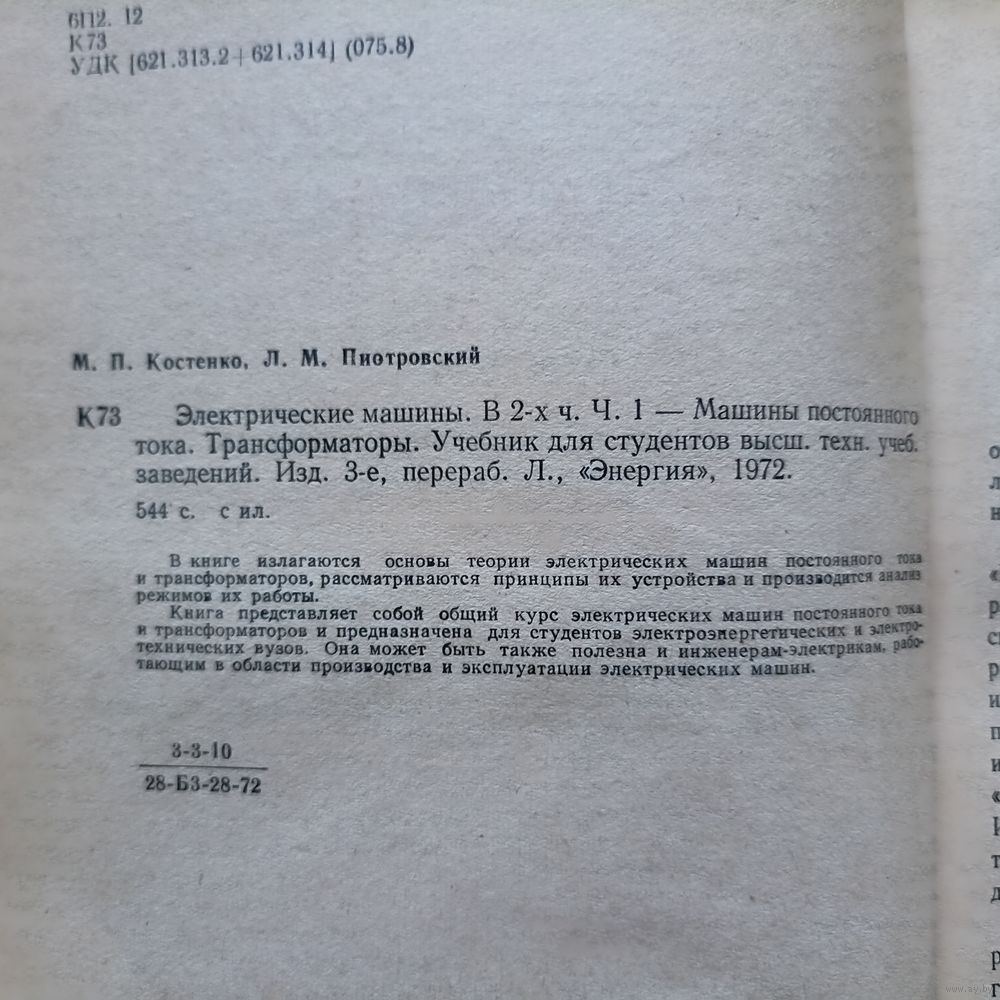 6П2. 12
К73
УДК [621.313.2+621.314] (075.8)
М. П. Костенко, Л. М. Пиотровский
К73 Электрические машины. В 2-х ч. Ч. 1 — Машины постоянного
тока. Трансформаторы. Учебник для студентов высш. техн. учеб.
заведений. Изд. 3-е, перераб. Л., «Энергия», 1972.
544 с. с ил.
В книге излагаются основы теории электрических машин постоянного тока
и трансформаторов, рассматриваются принципы их устройства и производится анализ
режимов их работы.
Книга представляет собой общий курс электрических машин постоянного тока
и трансформаторов и предназначена для студентов электроэнергетических и электро-
технических вузов. Она может быть также полезна и инженерам-электрикам, рабо-
тающим в области производства и эксплуатации электрических машин.
3-3-10
28-БЗ-28-72
www.ay.by